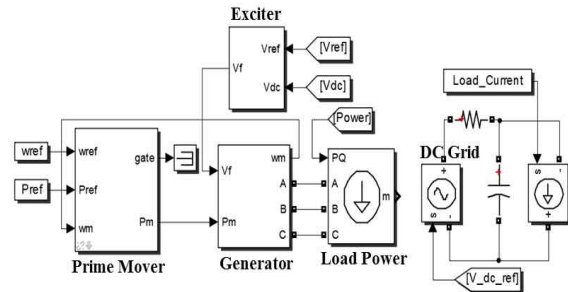 Exciter
Vref
[Vref]
Vf
Vdc
[Vdc]
Load_Current
[Power]
wref
wref
gate
Vf
wm
PQ
DC Grid
+
Pref
Pref
A
A
m
s
+
B
B
s
-
-
+
wm
Pm
Pm
C
C
Prime Mover
Generator
Load Power
[V_dc_ref]